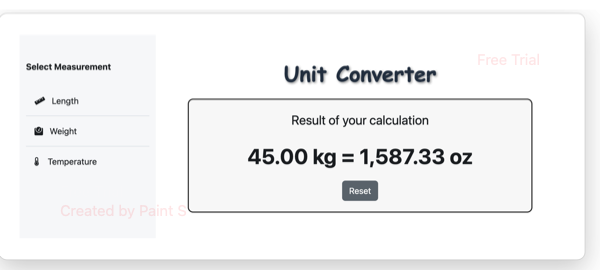 Select Measurement
Length
Weight
Temperature
Free Trial
Unit Converter
Result of your calculation
45.00 kg = 1,587.33 oz
Reset
Created by Paint S